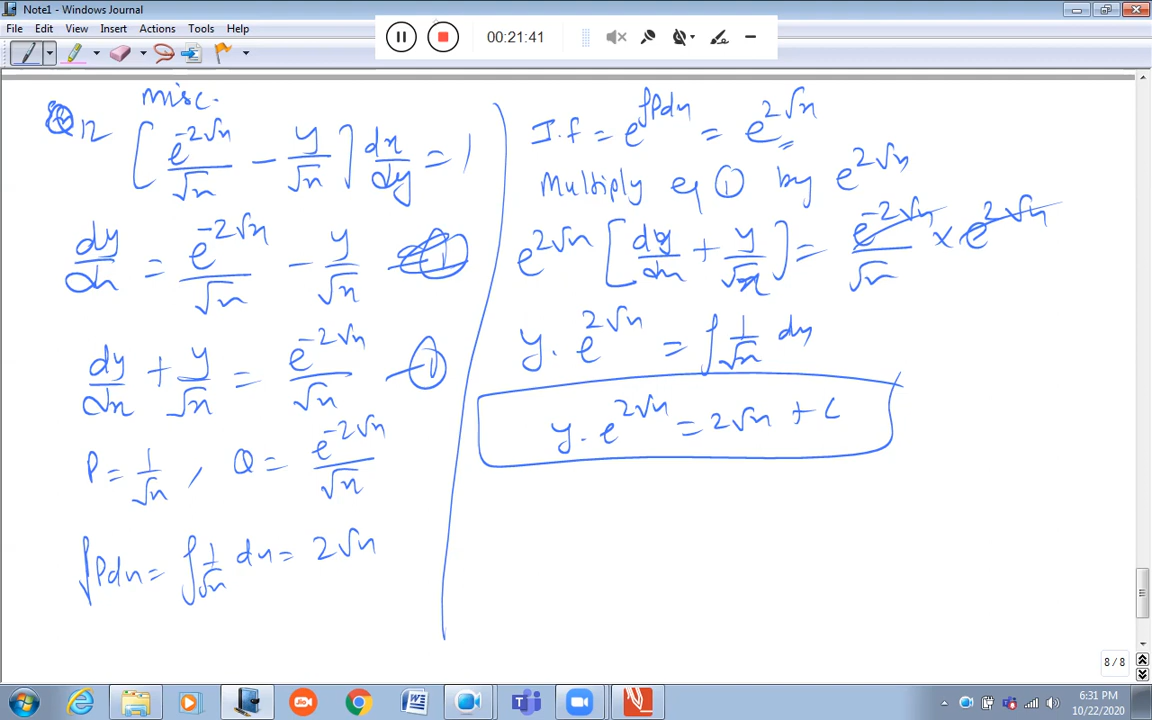 Note1 - Windows Journal
File Edit View Insert Actions Tools Help
00:21:41
misc.
Q 12 [e^{-2√x}/√x - y/√x] dx/dy = 1
dy/dx = e^{-2√x}/√x - y/√x
dy/dx + y/√x = e^{-2√x}/√x - ①
P = 1/√x , Q = e^{-2√x}/√x
∫Pdx = ∫ 1/√x dx = 2√x
I.f = e^{∫Pdx} = e^{2√x}
Multiply eq ① by e^{2√x}
e^{2√x} [dy/dx + y/√x] = e^{-2√x}/√x × e^{2√x}
y. e^{2√x} = ∫ 1/√x dx
y. e^{2√x} = 2√x + C
8 / 8
6:31 PM
10/22/2020